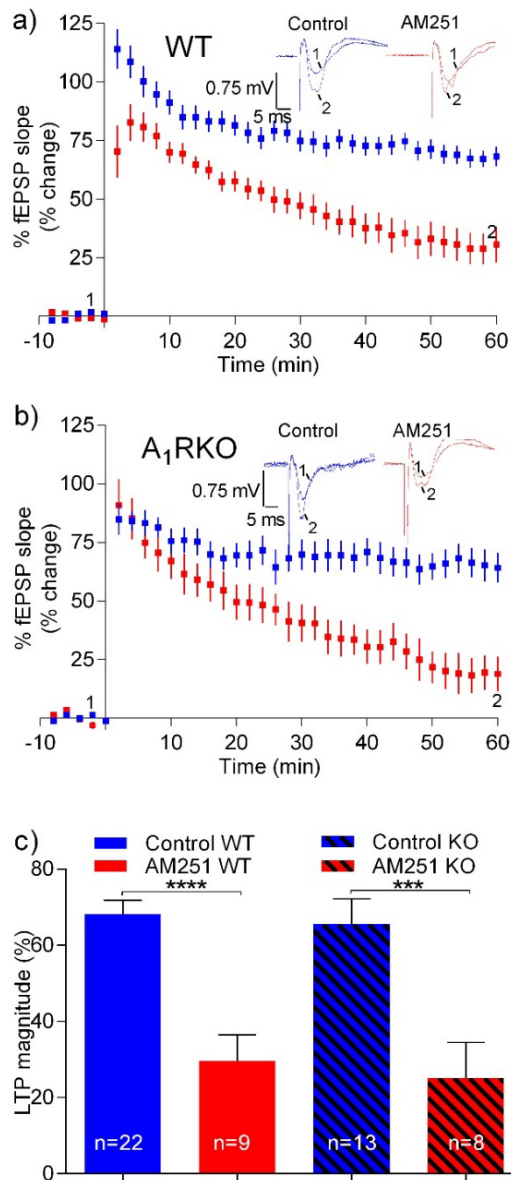 a)
WT
Control
AM251
1
2
1
2
0.75 mV
5 ms
125
100
75
50
25
% fEPSP slope
(% change)
1
2
-10
10
20
30
40
50
60
Time (min)
b)
A₁RKO
Control
AM251
1
2
1
2
0.75 mV
5 ms
125
100
75
50
25
% fEPSP slope
(% change)
1
2
-10
10
20
30
40
50
60
Time (min)
c)
Control WT
Control KO
AM251 WT
AM251 KO
80
60
40
20
0
LTP magnitude (%)
****
***
n=22
n=9
n=13
n=8